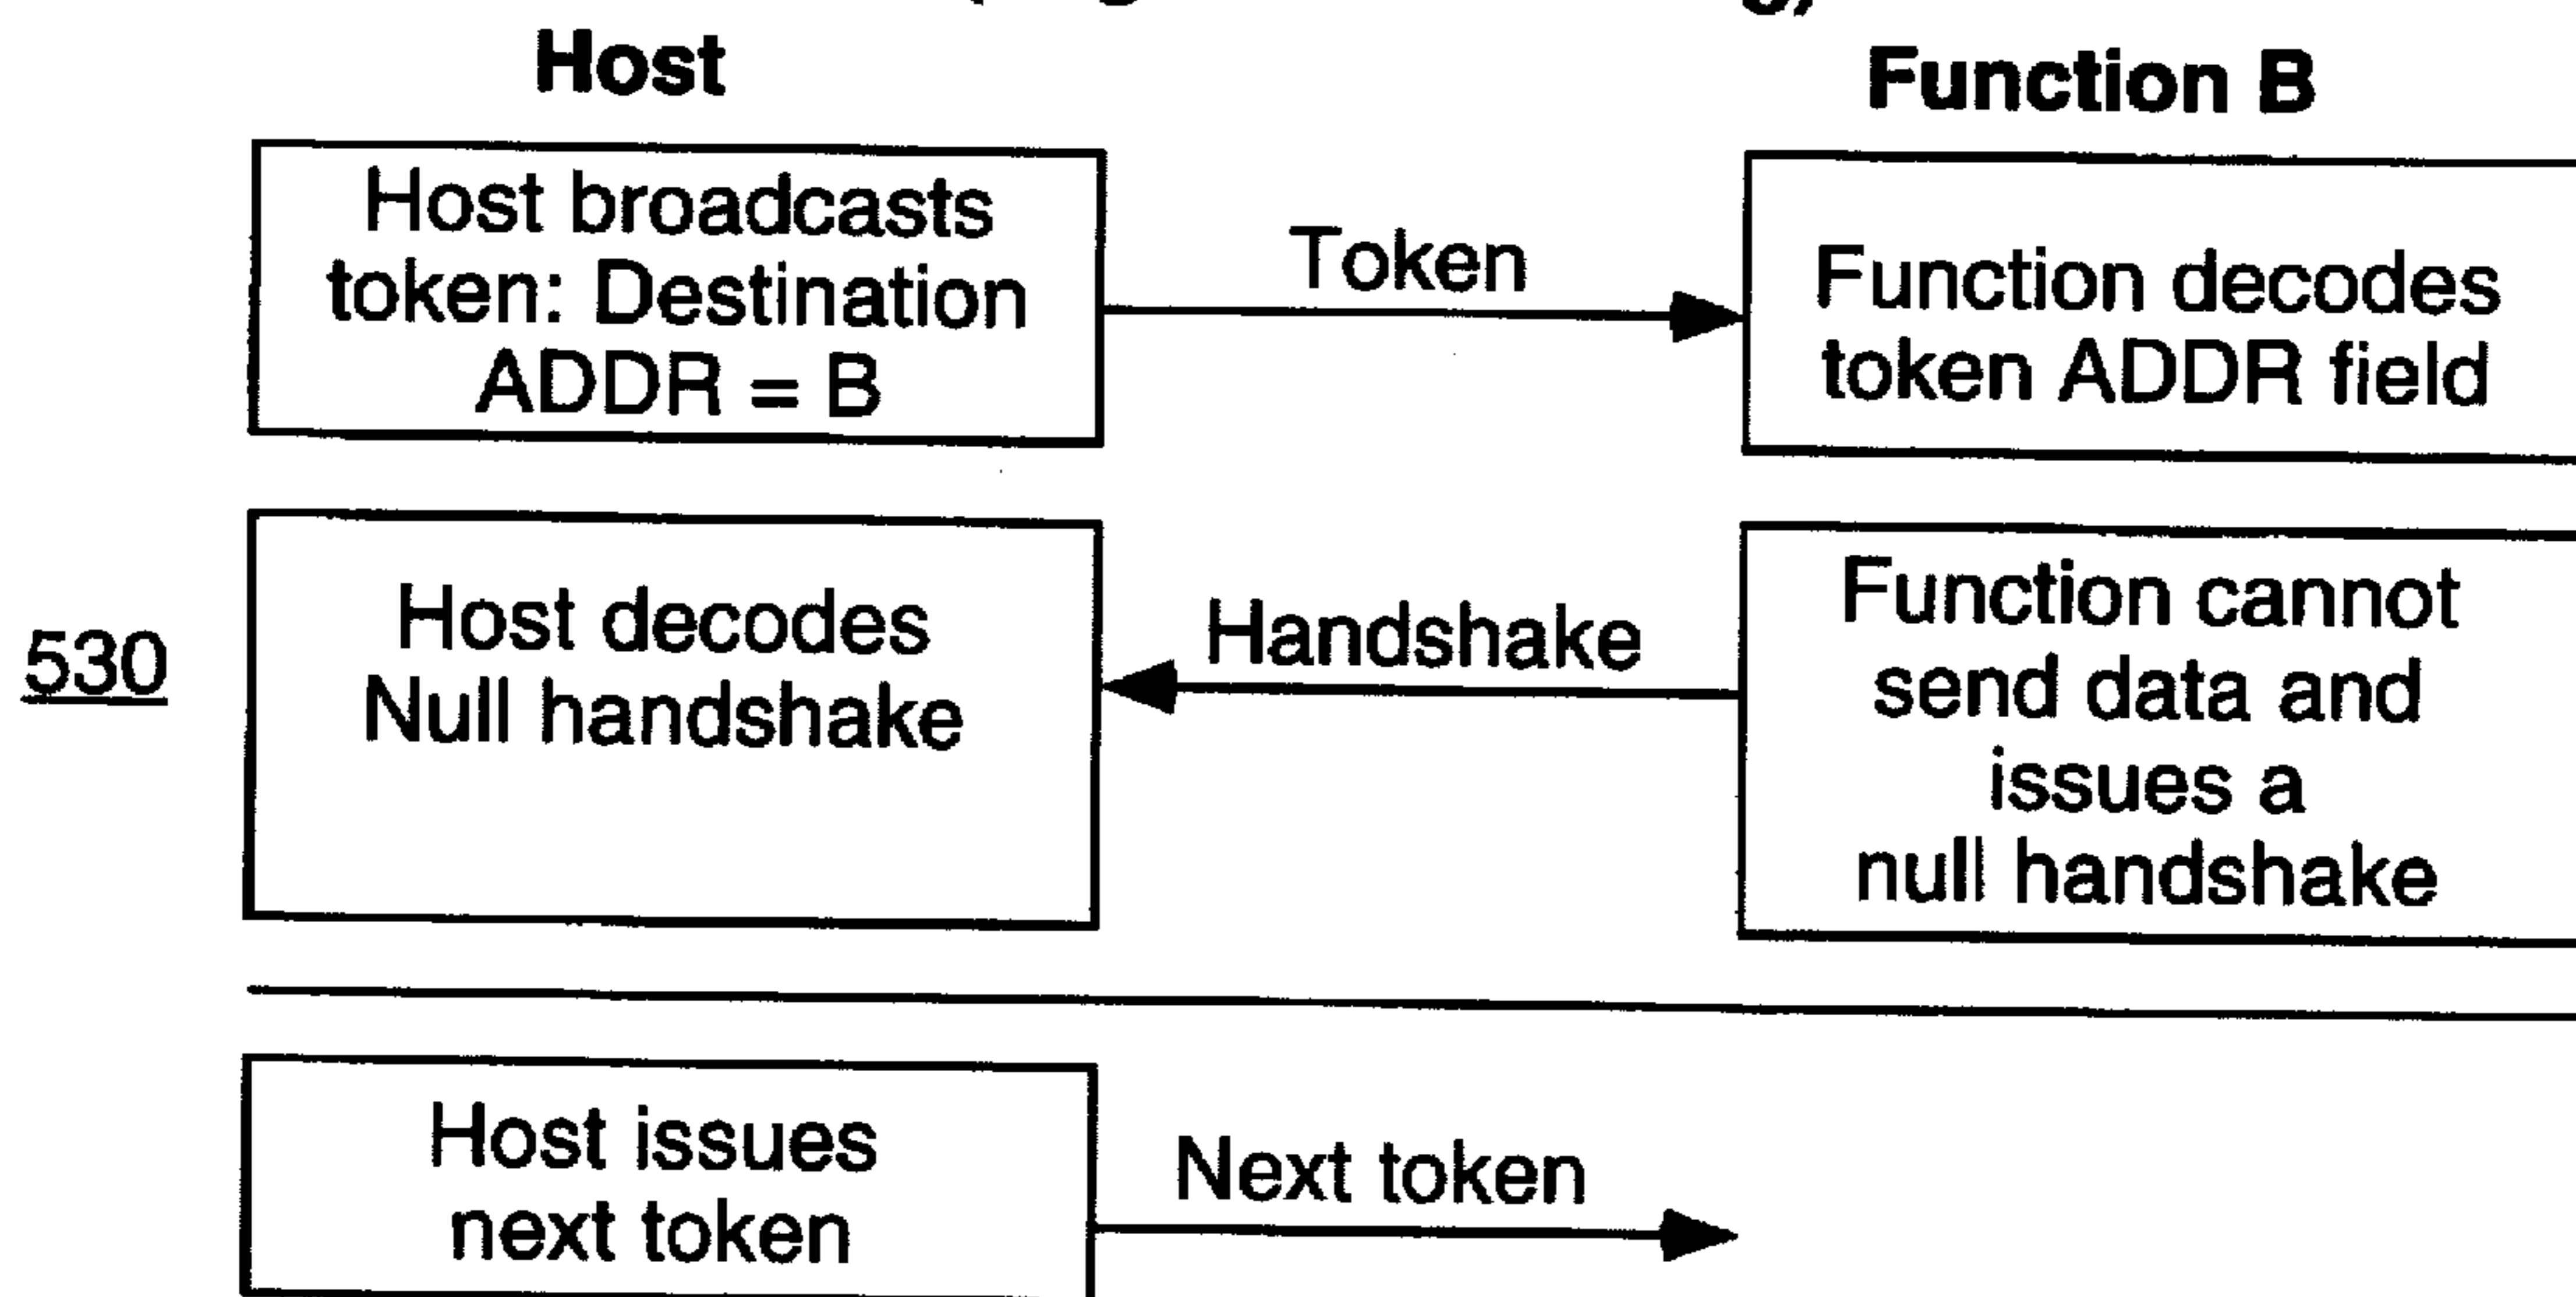 Host
Function B
Host broadcasts
token: Destination
ADDR = B
Token
Function decodes
token ADDR field
530
Host decodes
Null handshake
Handshake
Function cannot
send data and
issues a
null handshake
Host issues
next token
Next token